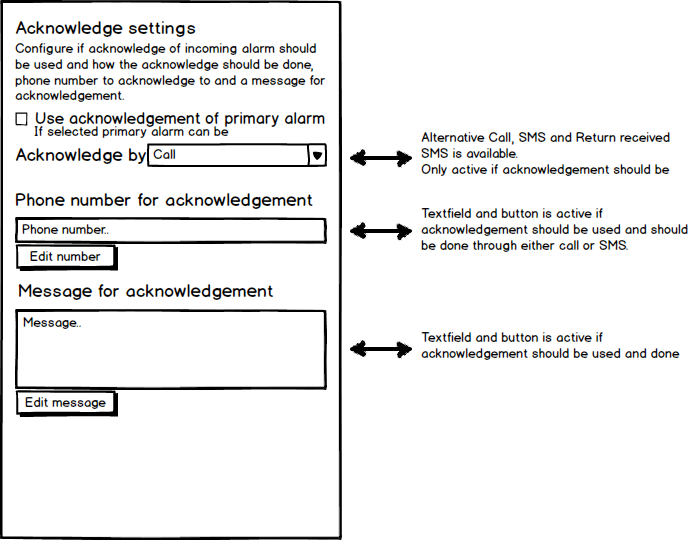 Acknowledge settings
Configure if acknowledge of incoming alarm should
be used and how the acknowledge should be done,
phone number to acknowledge to and a message for
acknowledgement.
Use acknowledgement of primary alarm
If selected primary alarm can be
Acknowledge by
Call
Phone number for acknowledgement
Phone number..
Edit number
Message for acknowledgement
Message..
Edit message
Alternative Call, SMS and Return received
SMS is available.
Only active if acknowledgement should be
Textfield and button is active if
acknowledgement should be used and should
be done through either call or SMS.
Textfield and button is active if
acknowledgement should be used and done